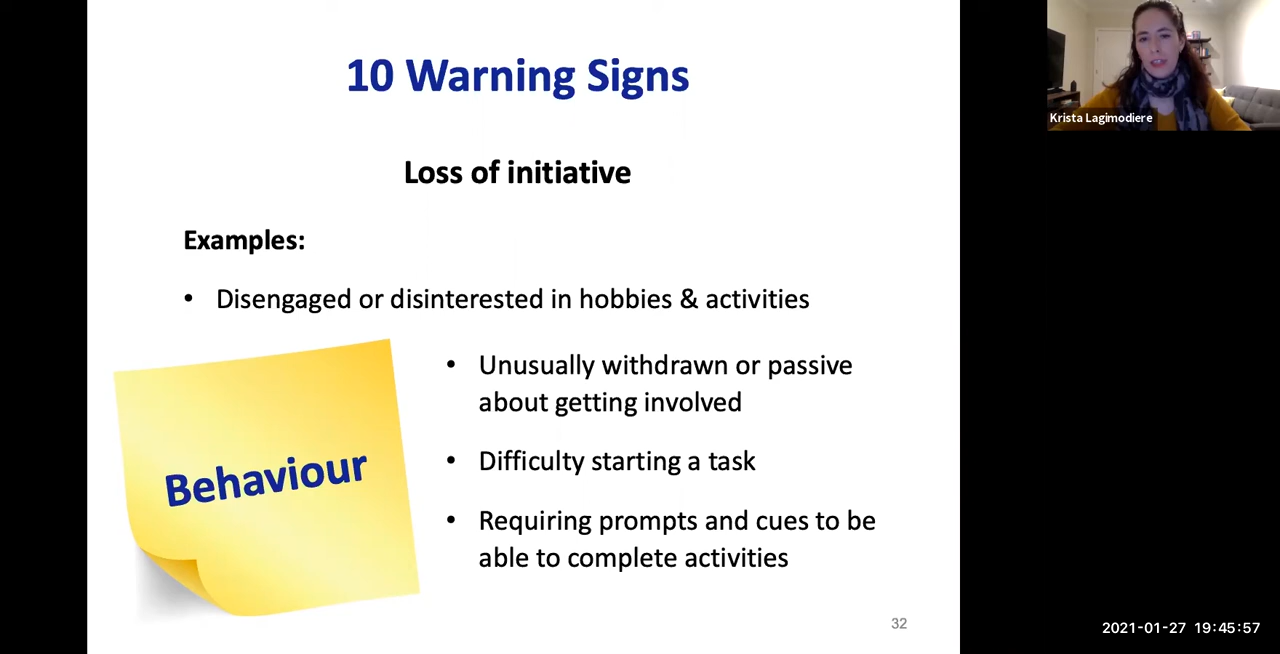 10 Warning Signs
Krista Lagimodiere
Loss of initiative
Examples:
• Disengaged or disinterested in hobbies & activities
• Unusually withdrawn or passive
about getting involved
Behaviour
• Difficulty starting a task
• Requiring prompts and cues to be
able to complete activities
32
2021-01-27 19:45:57